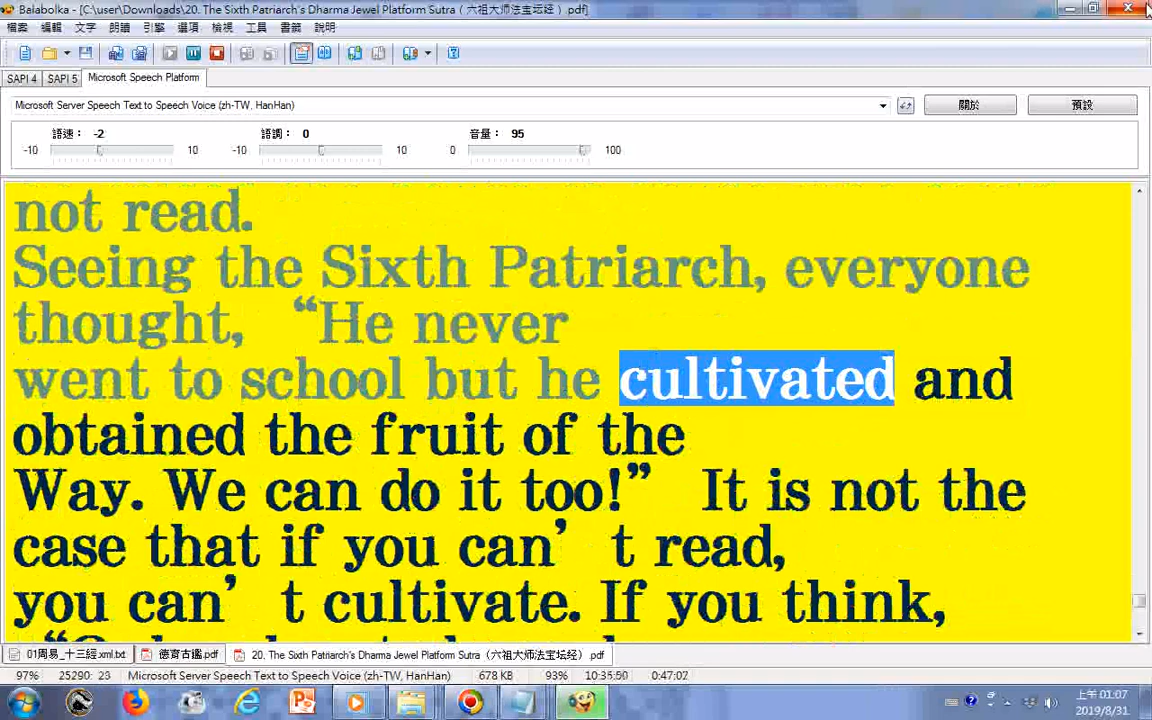 Balabolka - [C:\user\Downloads\20. The Sixth Patriarch's Dharma Jewel Platform Sutra（六祖大师法宝坛经）.pdf]
檔案 編輯 文字 朗讀 引擎 選項 檢視 工具 書籤 說明
SAPI 4 SAPI 5 Microsoft Speech Platform
Microsoft Server Speech Text to Speech Voice (zh-TW, HanHan) 關於 預設
語速： -2 語調： 0 音量： 95
-10 10 -10 10 0 100
not read.
Seeing the Sixth Patriarch, everyone
thought, “He never
went to school but he cultivated and
obtained the fruit of the
Way. We can do it too!” It is not the
case that if you can’t read,
you can’t cultivate. If you think,
01周易_十三經.xml.txt 德育古鑑.pdf 20. The Sixth Patriarch's Dharma Jewel Platform Sutra（六祖大师法宝坛经）.pdf
97% 25290: 23 Microsoft Server Speech Text to Speech Voice (zh-TW, HanHan) 678 KB 93% 10:35:50 0:47:02
上午 01:07
2019/8/31